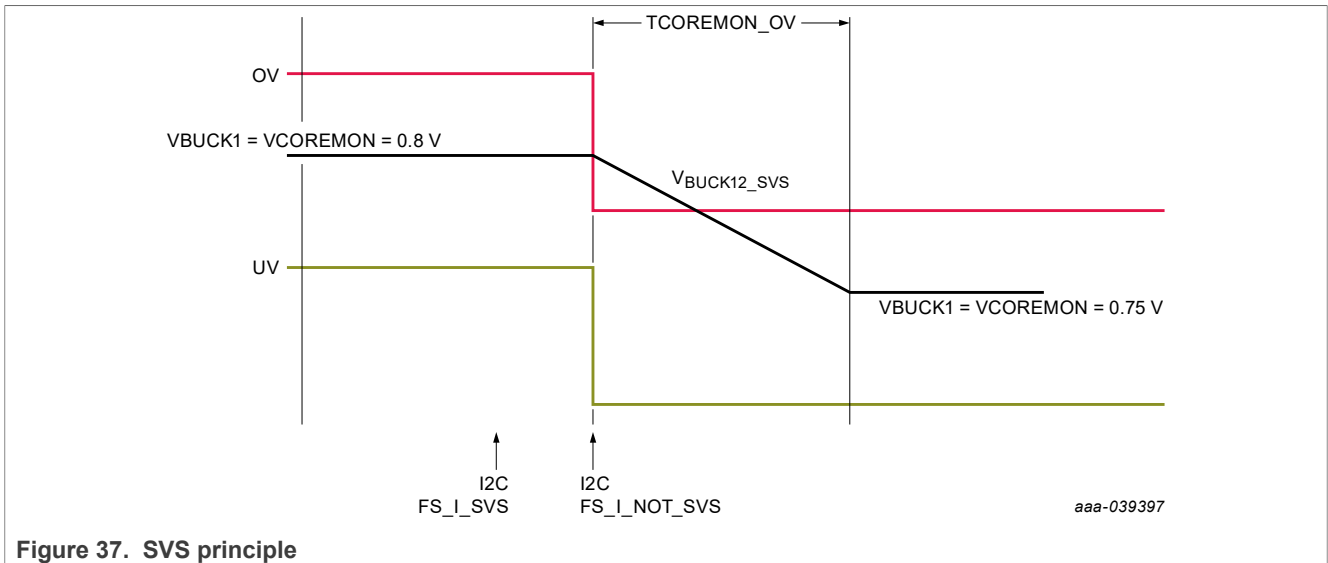 TCOREMON_OV
OV
VBUCK1 = VCOREMON = 0.8 V
VBUCK12_SVS
UV
VBUCK1 = VCOREMON = 0.75 V
I2C
FS_I_SVS
I2C
FS_I_NOT_SVS
aaa-039397
Figure 37. SVS principle